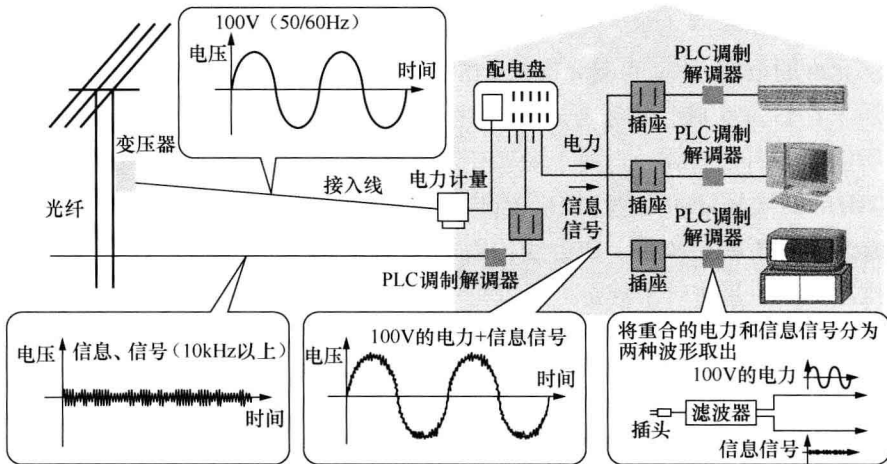 100V（50/60Hz）
电压
时间
变压器
光纤
接入线
电力计量
配电盘
电力
信息
信号
PLC调制
解调器
插座
PLC调制
解调器
插座
PLC调制
解调器
插座
PLC调制解调器
信息、信号（10kHz以上）
电压
时间
100V的电力+信息信号
电压
时间
将重合的电力和信息信号分为
两种波形取出
100V的电力
滤波器
插头
信息信号